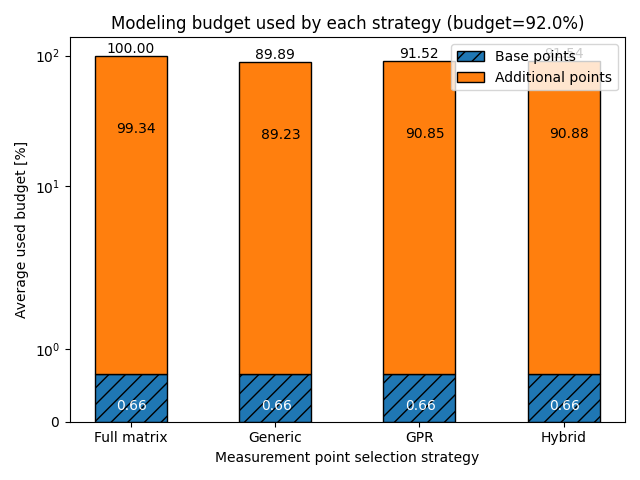 Modeling budget used by each strategy (budget=92.0%)
Average used budget [%]
10²
10¹
10⁰
0
100.00
89.89
91.52
91.54
Base points
Additional points
99.34
89.23
90.85
90.88
0.66
0.66
0.66
0.66
Full matrix
Generic
GPR
Hybrid
Measurement point selection strategy